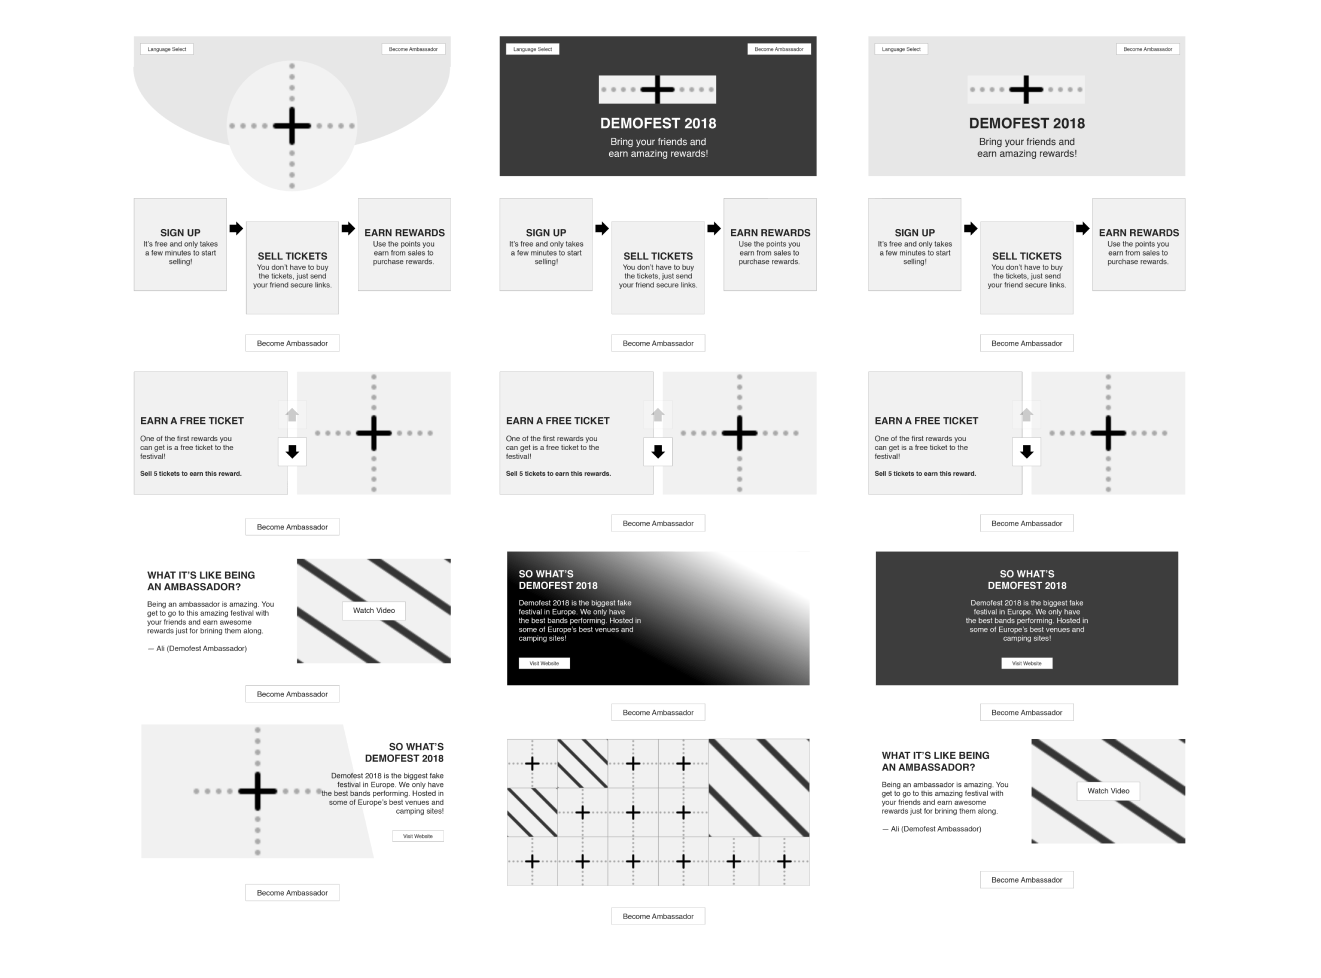 Language Select
Become Ambassador
SIGN UP
It's free and only takes
a few minutes to start
selling!
SELL TICKETS
You don't have to buy
the tickets, just send
your friend secure links.
EARN REWARDS
Use the points you
earn from sales to
purchase rewards.
Become Ambassador
EARN A FREE TICKET
One of the first rewards you
can get is a free ticket to the
festival!
Sell 5 tickets to earn this reward.
Become Ambassador
WHAT IT'S LIKE BEING
AN AMBASSADOR?
Being an ambassador is amazing. You
get to go to this amazing festival with
your friends and earn awesome
rewards just for brining them along.
— Ali (Demofest Ambassador)
Watch Video
Become Ambassador
SO WHAT'S
DEMOFEST 2018
Demofest 2018 is the biggest fake
festival in Europe. We only have
the best bands performing. Hosted in
some of Europe's best venues and
camping sites!
Visit Website
Become Ambassador
Language Select
Become Ambassador
DEMOFEST 2018
Bring your friends and
earn amazing rewards!
SIGN UP
It's free and only takes
a few minutes to start
selling!
SELL TICKETS
You don't have to buy
the tickets, just send
your friend secure links.
EARN REWARDS
Use the points you
earn from sales to
purchase rewards.
Become Ambassador
EARN A FREE TICKET
One of the first rewards you
can get is a free ticket to the
festival!
Sell 5 tickets to earn this rewards.
Become Ambassador
SO WHAT'S
DEMOFEST 2018
Demofest 2018 is the biggest fake
festival in Europe. We only have
the best bands performing. Hosted in
some of Europe's best venues and
camping sites!
Visit Website
Become Ambassador
Become Ambassador
Language Select
Become Ambassador
DEMOFEST 2018
Bring your friends and
earn amazing rewards!
SIGN UP
It's free and only takes
a few minutes to start
selling!
SELL TICKETS
You don't have to buy
the tickets, just send
your friend secure links.
EARN REWARDS
Use the points you
earn from sales to
purchase rewards.
Become Ambassador
EARN A FREE TICKET
One of the first rewards you
can get is a free ticket to the
festival!
Sell 5 tickets to earn this reward.
Become Ambassador
SO WHAT'S
DEMOFEST 2018
Demofest 2018 is the biggest fake
festival in Europe. We only have
the best bands performing. Hosted in
some of Europe's best venues and
camping sites!
Visit Website
Become Ambassador
WHAT IT'S LIKE BEING
AN AMBASSADOR?
Being an ambassador is amazing. You
get to go to this amazing festival with
your friends and earn awesome
rewards just for brining them along.
— Ali (Demofest Ambassador)
Watch Video
Become Ambassador